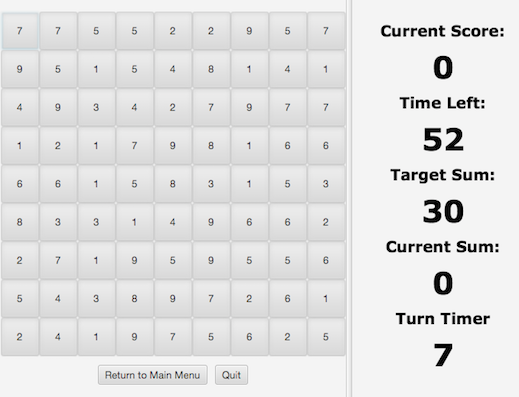 7 7 5 5 2 2 9 5 7
9 5 1 5 4 8 1 4 1
4 9 3 4 2 7 9 7 7
1 2 1 7 9 8 1 6 6
6 6 1 5 8 3 1 5 3
8 3 3 1 4 9 6 6 2
2 7 1 9 5 9 5 5 6
5 4 3 8 9 7 2 6 1
2 4 1 9 7 5 6 2 5
Return to Main Menu Quit
Current Score:
0
Time Left:
52
Target Sum:
30
Current Sum:
0
Turn Timer
7